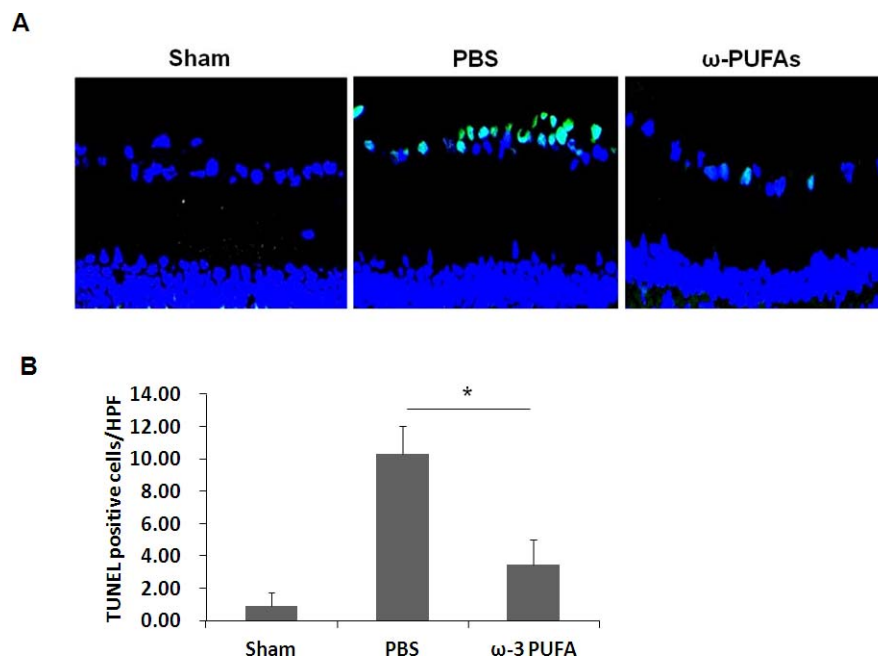 A
Sham PBS ω-PUFAs
B
TUNEL positive cells/HPF
14.00
12.00
10.00
8.00
6.00
4.00
2.00
0.00
*
Sham PBS ω-3 PUFA